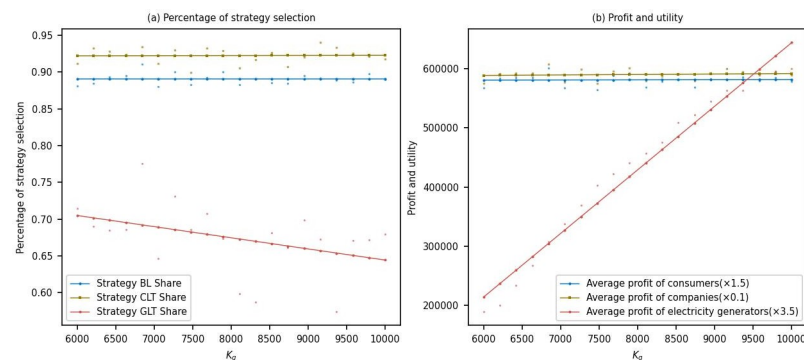 (a) Percentage of strategy selection
Percentage of strategy selection
0.95
0.90
0.85
0.80
0.75
0.70
0.65
0.60
Strategy BL Share
Strategy CLT Share
Strategy GLT Share
6000 6500 7000 7500 8000 8500 9000 9500 10000
Kg
(b) Profit and utility
Profit and utility
600000
500000
400000
300000
200000
Average profit of consumers(×1.5)
Average profit of companies(×0.1)
Average profit of electricity generators(×3.5)
6000 6500 7000 7500 8000 8500 9000 9500 10000
Kg